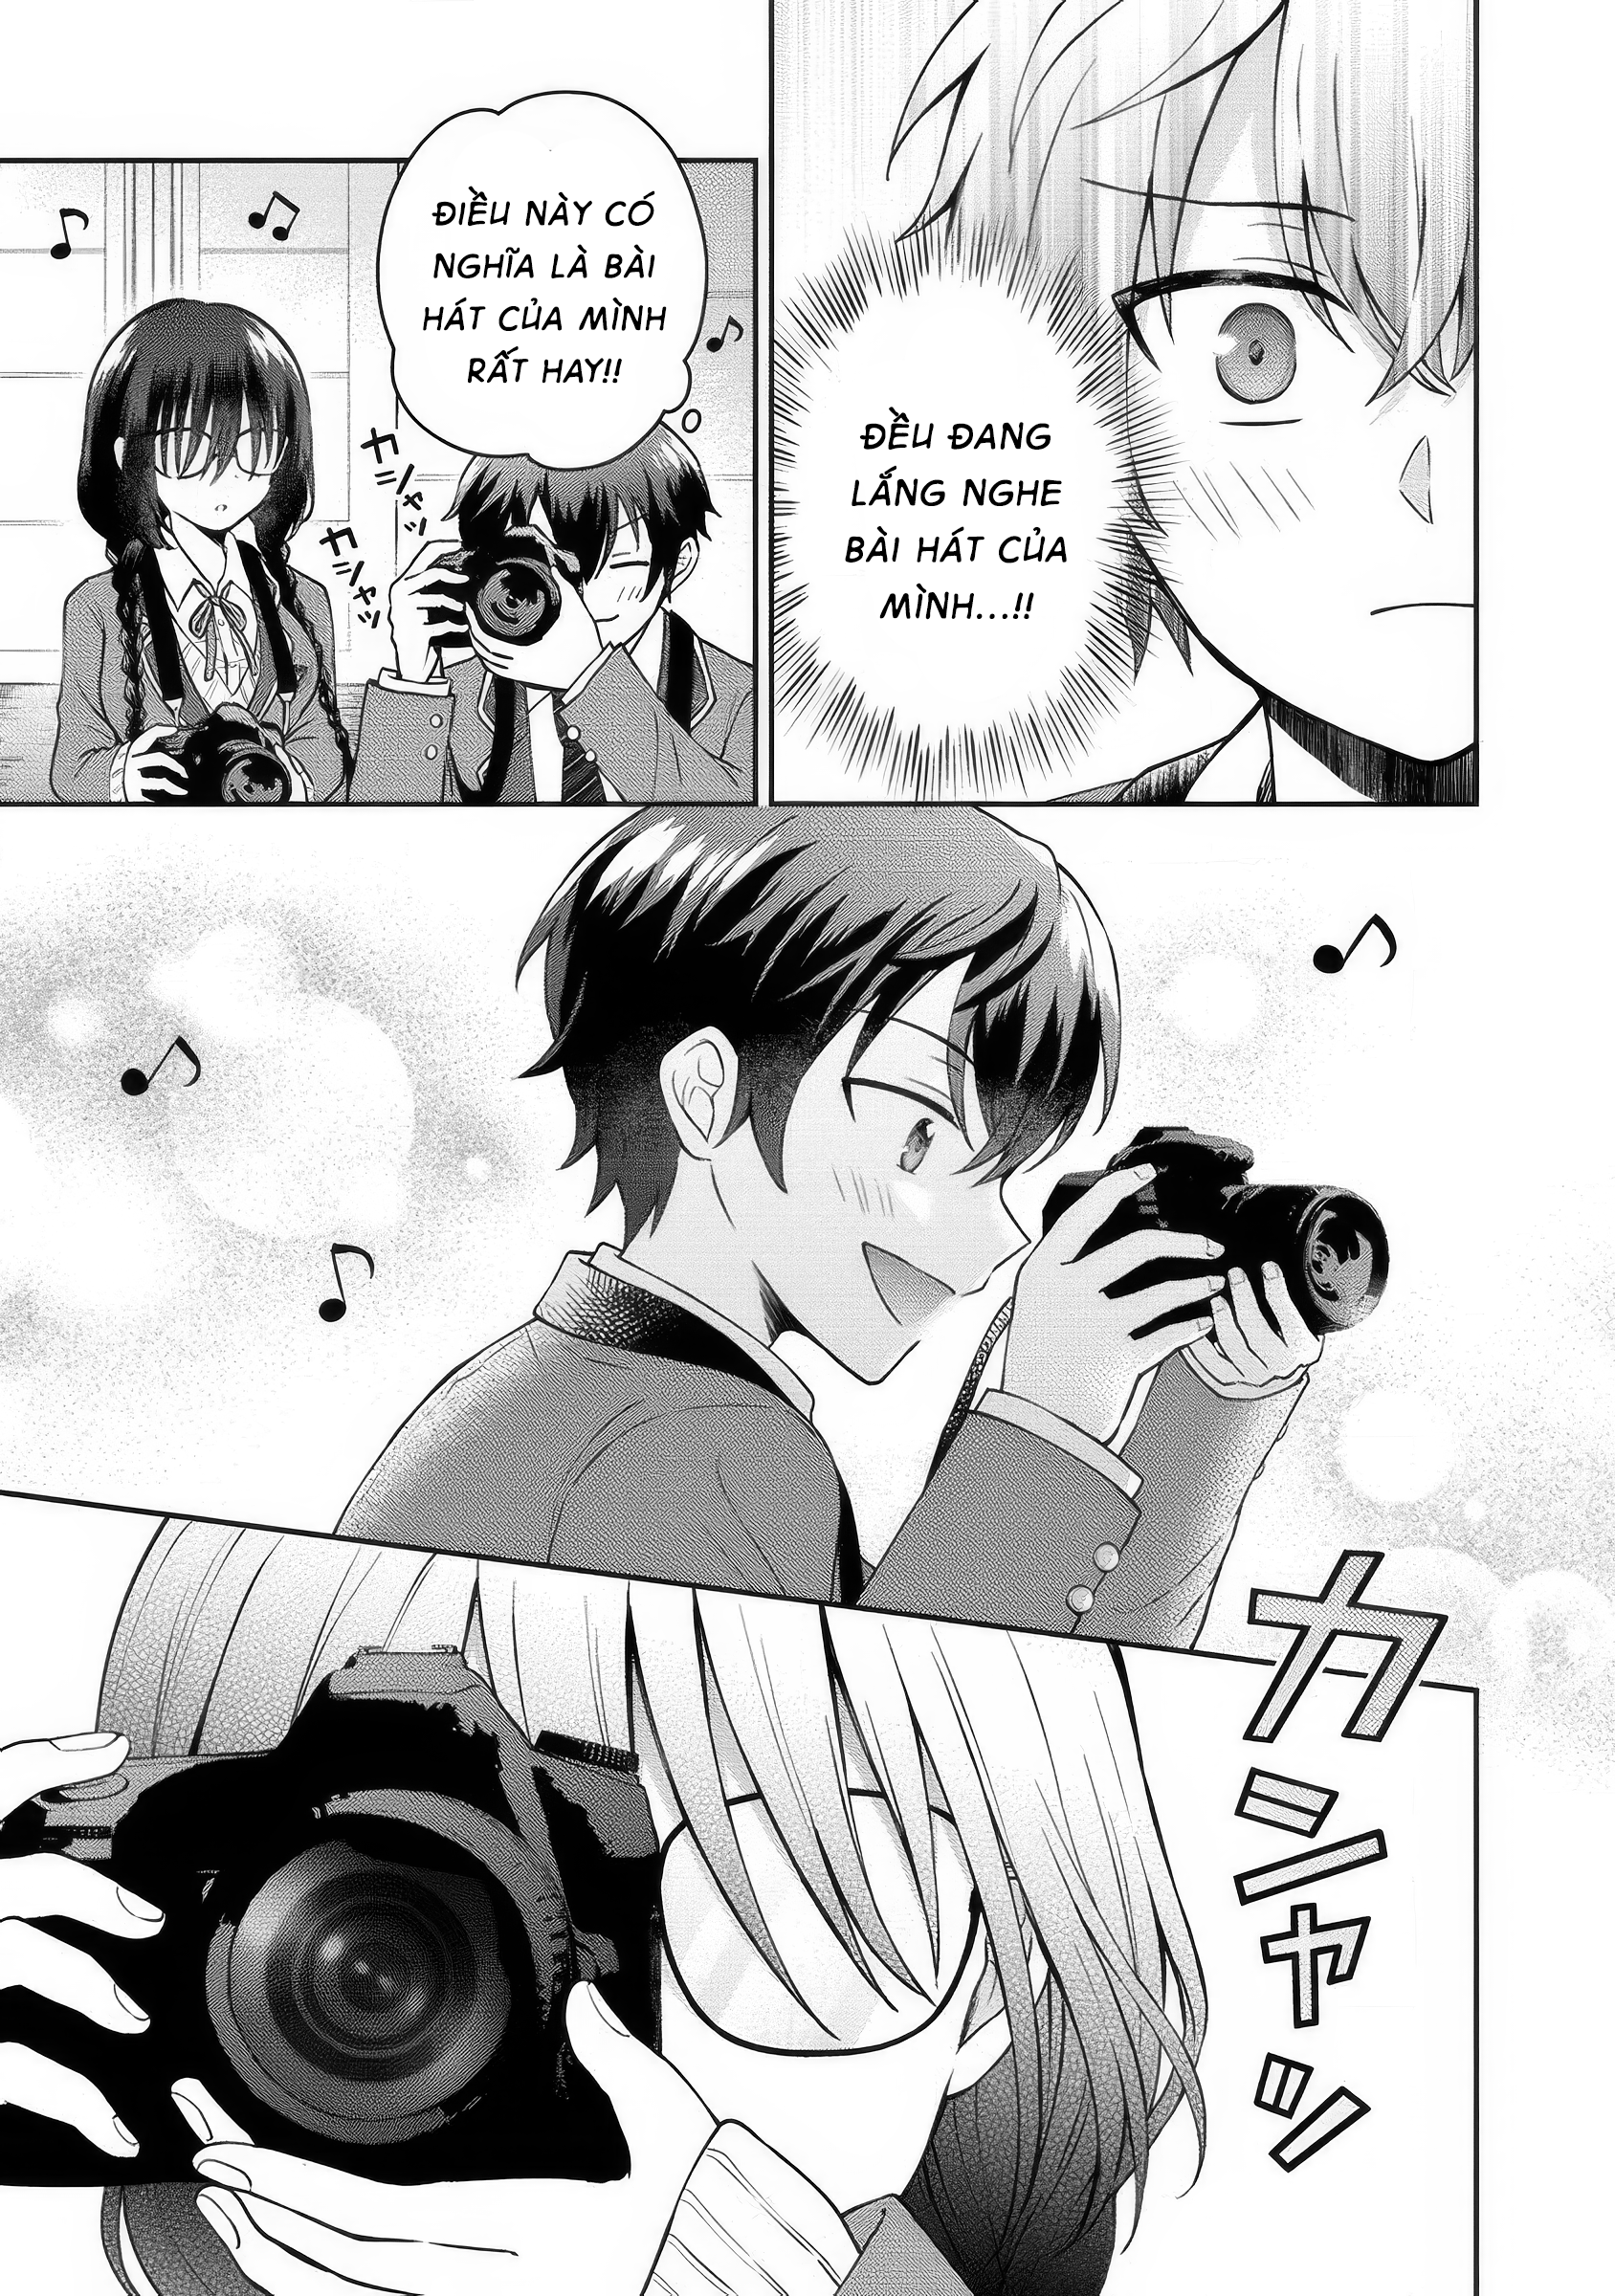 ĐỀU ĐANG
LẮNG NGHE
BÀI HÁT CỦA
MÌNH...!!
ĐIỀU NÀY CÓ
NGHĨA LÀ BÀI
HÁT CỦA MÌNH
RẤT HAY!!
カシャッ
カシャッ
カシャッ